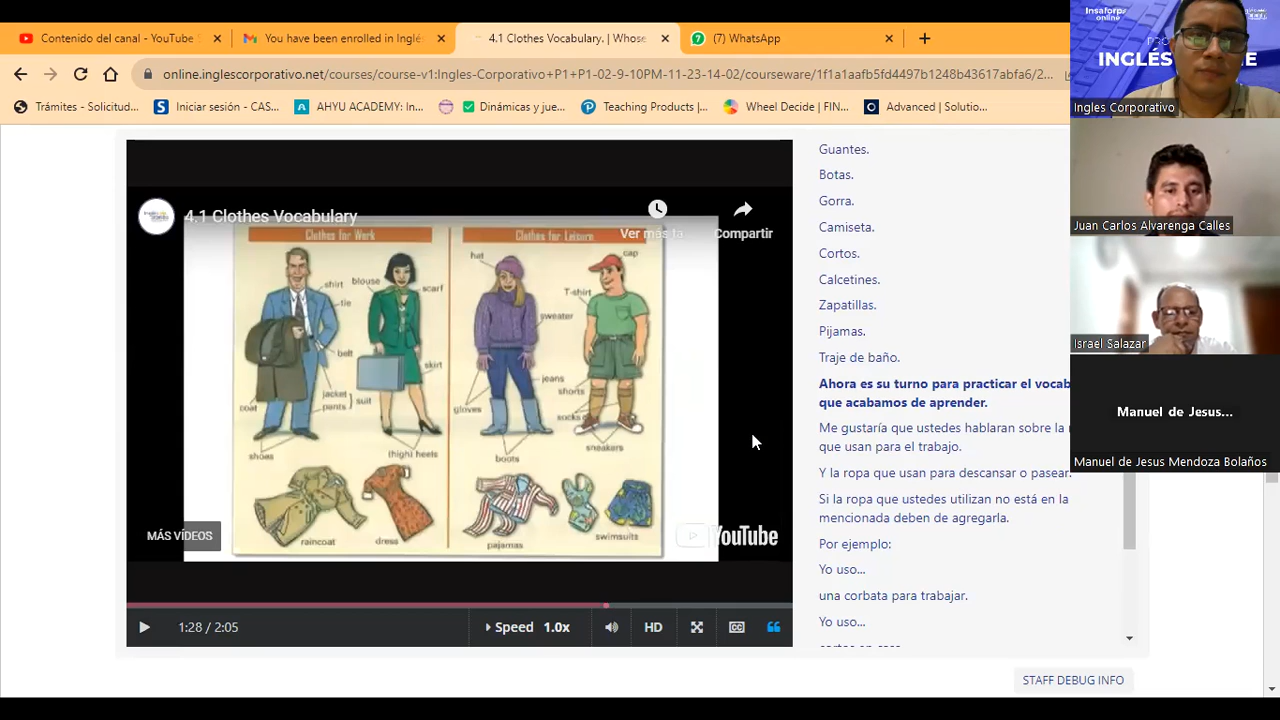 Contenido del canal - YouTube S
You have been enrolled in Inglé
4.1 Clothes Vocabulary. | Whose
(7) WhatsApp
online.inglescorporativo.net/courses/course-v1:Ingles-Corporativo+P1+P1-02-9-10PM-11-23-14-02/courseware/1f1a1aafb5fd4497b1248b43617abfa6/2...
Trámites - Solicitud...
Iniciar sesión - CAS...
AHYU ACADEMY: In...
Dinámicas y jue...
Teaching Products |...
Wheel Decide | FIN...
Advanced | Solutio...
4.1 Clothes Vocabulary
Ver más ta
Compartir
Clothes for Work
Clothes for Leisure
shirt
blouse
scarf
tie
belt
skirt
jacket
pants
suit
coat
shoes
(high) heels
raincoat
dress
hat
cap
T-shirt
sweater
jeans
shorts
gloves
socks
sneakers
boots
pajamas
swimsuits
MÁS VÍDEOS
YouTube
1:28 / 2:05
Speed 1.0x
HD
CC
Guantes.
Botas.
Gorra.
Camiseta.
Cortos.
Calcetines.
Zapatillas.
Pijamas.
Traje de baño.
Ahora es su turno para practicar el vocab
que acabamos de aprender.
Me gustaría que ustedes hablaran sobre la
que usan para el trabajo.
Y la ropa que usan para descansar o pasear.
Si la ropa que ustedes utilizan no está en la
mencionada deben de agregarla.
Por ejemplo:
Yo uso...
una corbata para trabajar.
Yo uso...
STAFF DEBUG INFO
Insaforp
online
INGLÉS
NE
Ingles Corporativo
Juan Carlos Alvarenga Calles
Israel Salazar
Manuel de Jesus...
Manuel de Jesus Mendoza Bolaños